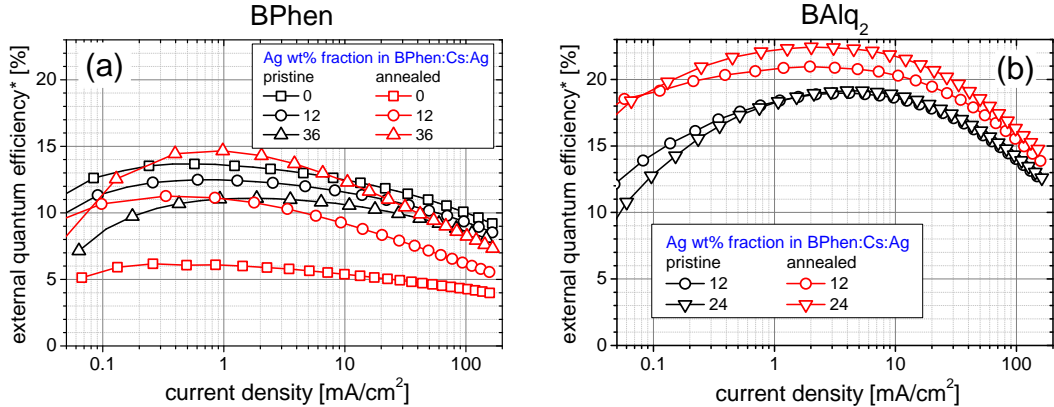 BPhen
(a)
Ag wt% fraction in BPhen:Cs:Ag
pristine annealed
0 0
12 12
36 36
external quantum efficiency* [%]
20
15
10
5
0
0.1 1 10 100
current density [mA/cm²]
BAlq₂
(b)
Ag wt% fraction in BPhen:Cs:Ag
pristine annealed
12 12
24 24
external quantum efficiency* [%]
20
15
10
5
0
0.1 1 10 100
current density [mA/cm²]